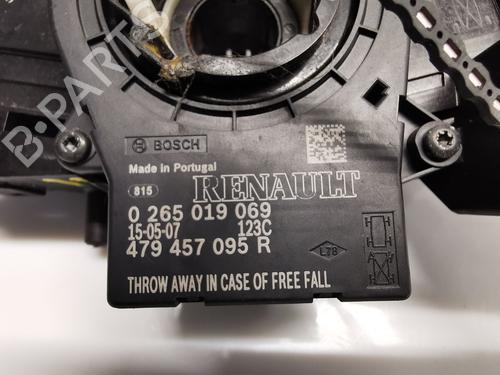 B-PARTS
BOSCH
Made in Portugal
815
RENAULT
0 265 019 069
15-05-07 123C
479 457 095 R
L78
THROW AWAY IN CASE OF FREE FALL